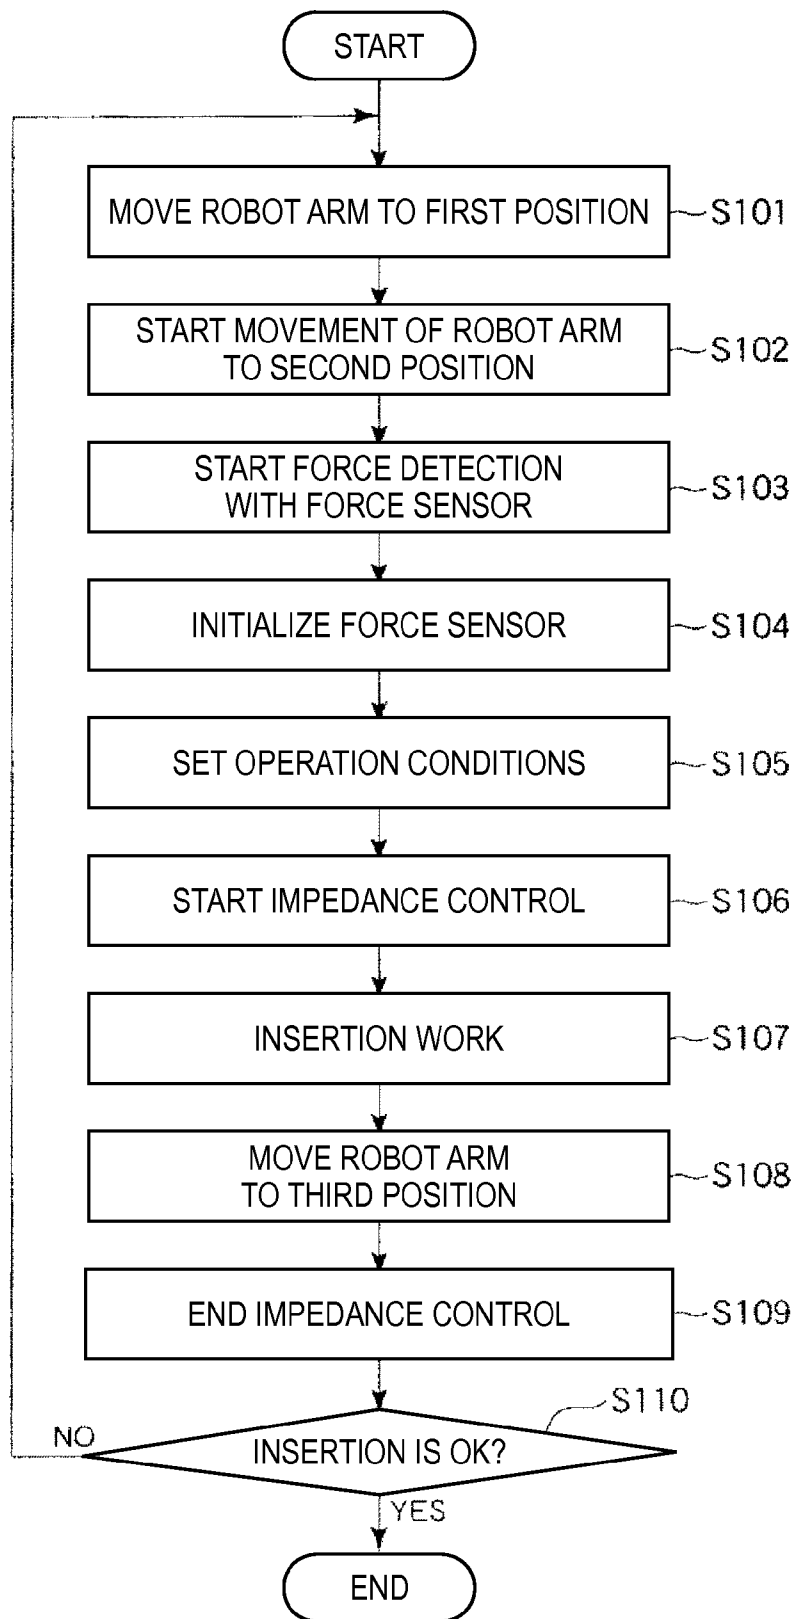 START
MOVE ROBOT ARM TO FIRST POSITION
S101
START MOVEMENT OF ROBOT ARM
TO SECOND POSITION
S102
START FORCE DETECTION
WITH FORCE SENSOR
S103
INITIALIZE FORCE SENSOR
S104
SET OPERATION CONDITIONS
S105
START IMPEDANCE CONTROL
S106
INSERTION WORK
S107
MOVE ROBOT ARM
TO THIRD POSITION
S108
END IMPEDANCE CONTROL
S109
S110
NO
INSERTION IS OK?
YES
END